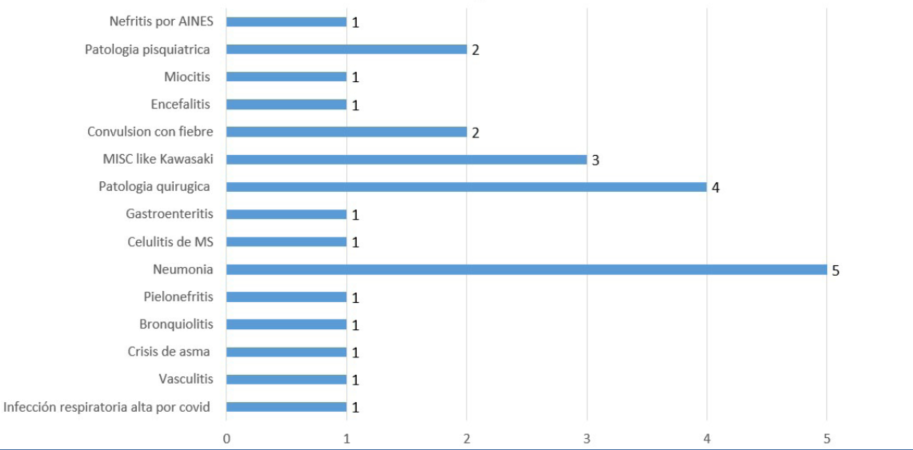 Nefritis por AINES 1
Patologia pisquiatrica 2
Miocitis 1
Encefalitis 1
Convulsion con fiebre 2
MISC like Kawasaki 3
Patologia quirugica 4
Gastroenteritis 1
Celulitis de MS 1
Neumonia 5
Pielonefritis 1
Bronquiolitis 1
Crisis de asma 1
Vasculitis 1
Infección respiratoria alta por covid 1
0 1 2 3 4 5